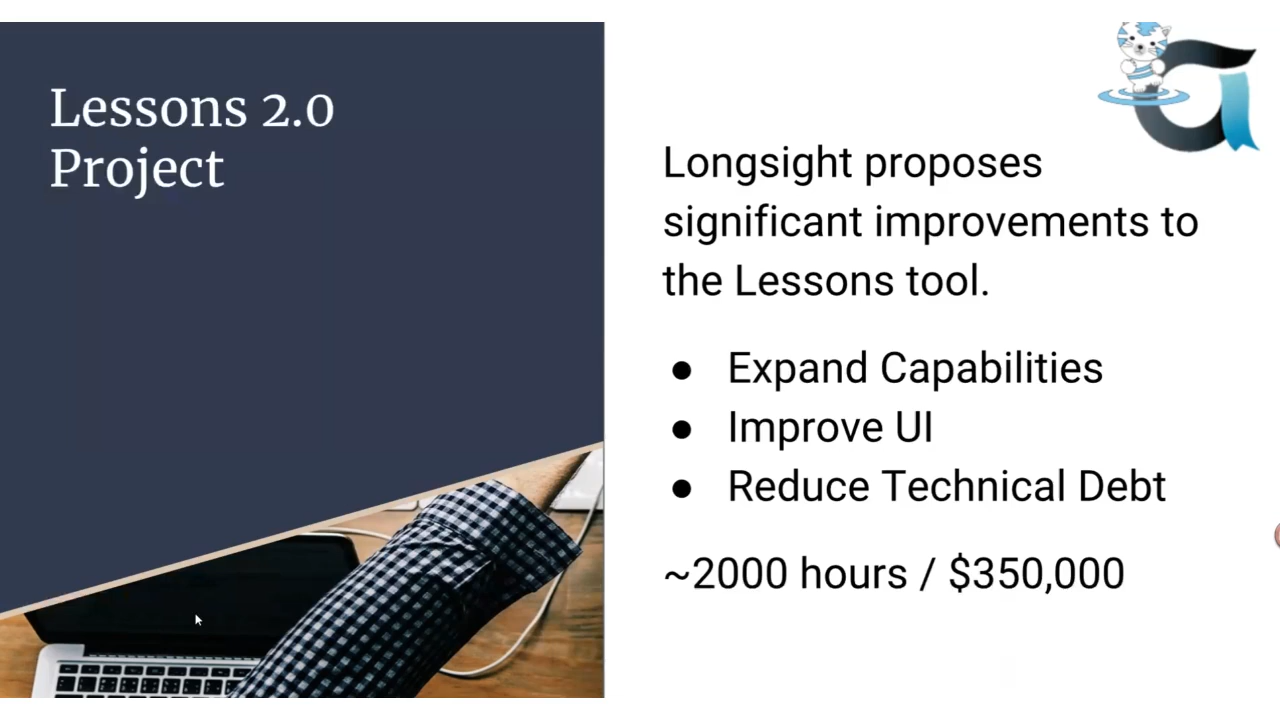 Lessons 2.0
Project
Longsight proposes
significant improvements to
the Lessons tool.
● Expand Capabilities
● Improve UI
● Reduce Technical Debt
~2000 hours / $350,000